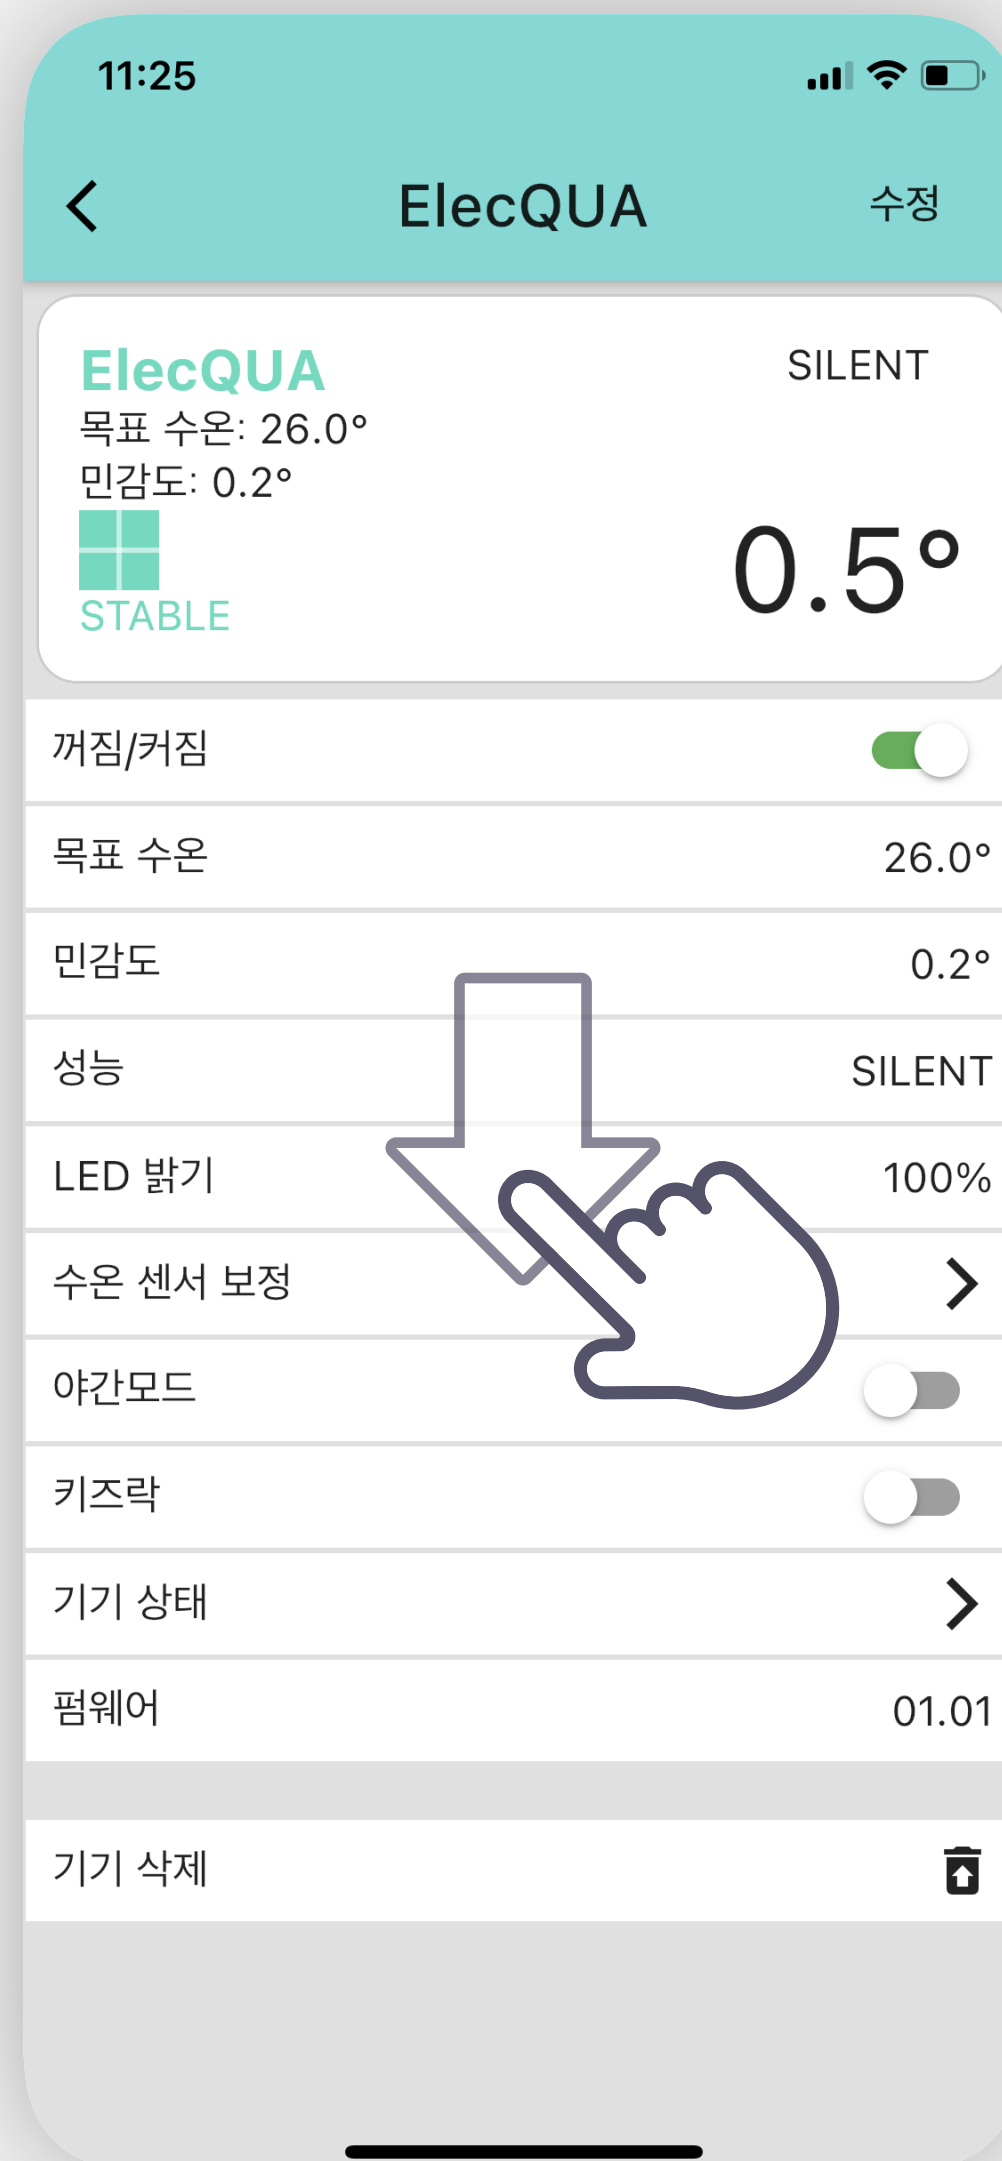 11:25
ElecQUA
수정
ElecQUA
SILENT
목표 수온: 26.0°
민감도: 0.2°
0.5°
STABLE
꺼짐/커짐
목표 수온
26.0°
민감도
0.2°
성능
SILENT
LED 밝기
100%
수온 센서 보정
야간모드
키즈락
기기 상태
펌웨어
01.01
기기 삭제